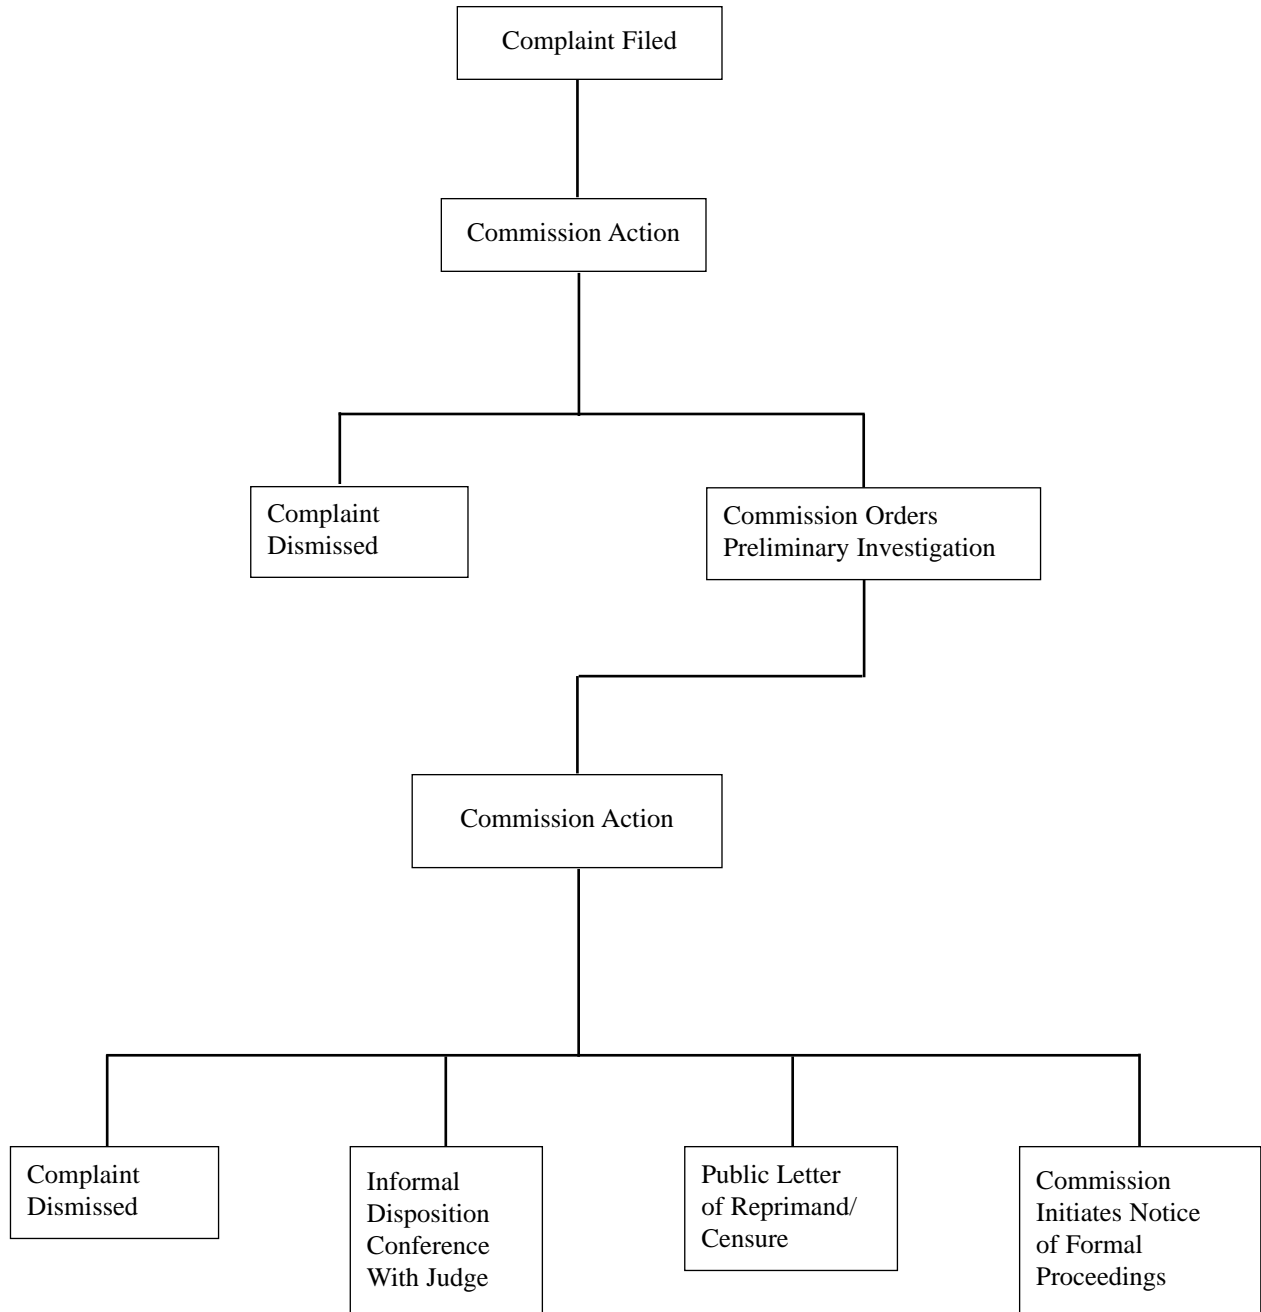 Complaint Filed
Commission Action
Complaint
Dismissed
Commission Orders
Preliminary Investigation
Commission Action
Complaint
Dismissed
Informal
Disposition
Conference
With Judge
Public Letter
of Reprimand/
Censure
Commission
Initiates Notice
of Formal
Proceedings